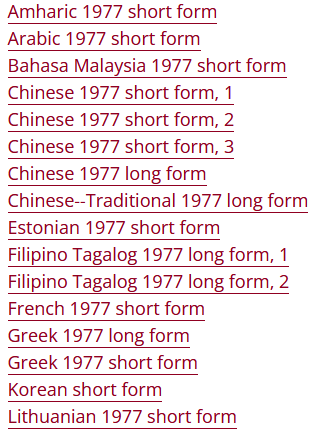 Amharic 1977 short form
Arabic 1977 short form
Bahasa Malaysia 1977 short form
Chinese 1977 short form, 1
Chinese 1977 short form, 2
Chinese 1977 short form, 3
Chinese 1977 long form
Chinese--Traditional 1977 long form
Estonian 1977 short form
Filipino Tagalog 1977 long form, 1
Filipino Tagalog 1977 long form, 2
French 1977 short form
Greek 1977 long form
Greek 1977 short form
Korean short form
Lithuanian 1977 short form